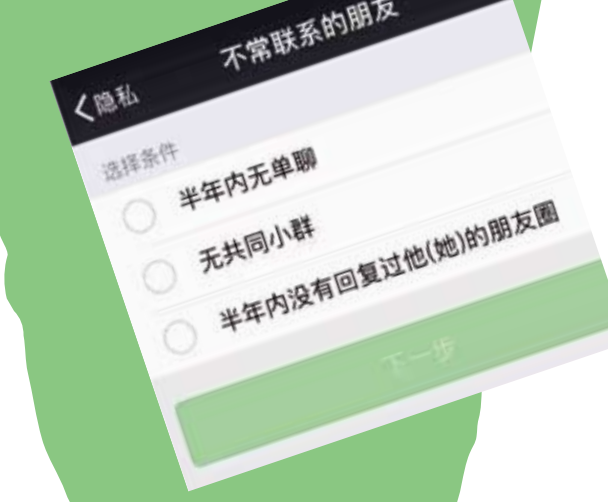 不常联系的朋友
隐私
选择条件
半年内无单聊
无共同小群
半年内没有回复过他(她)的朋友圈
下一步